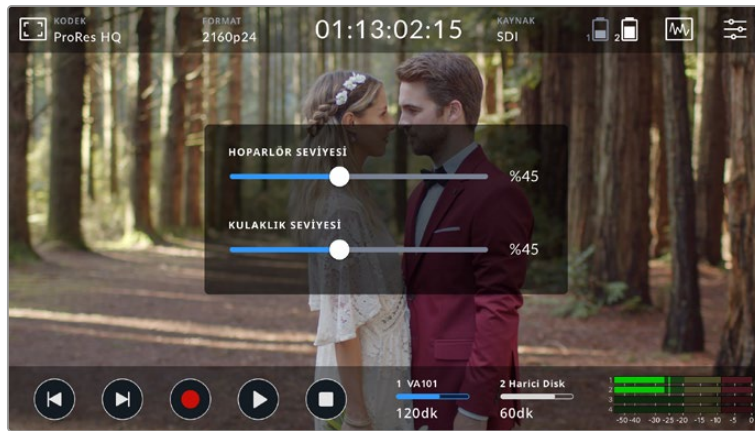 KODEK
ProRes HQ
FORMAT
2160p24
01:13:02:15
KAYNAK
SDI
1
2
HOPARLÖR SEVİYESİ
%45
KULAKLIK SEVİYESİ
%45
1 VA101
120dk
2 Harici Disk
60dk
1
2
3
4
-50 -40 -30 -25 -20 -15 -10 -5 0